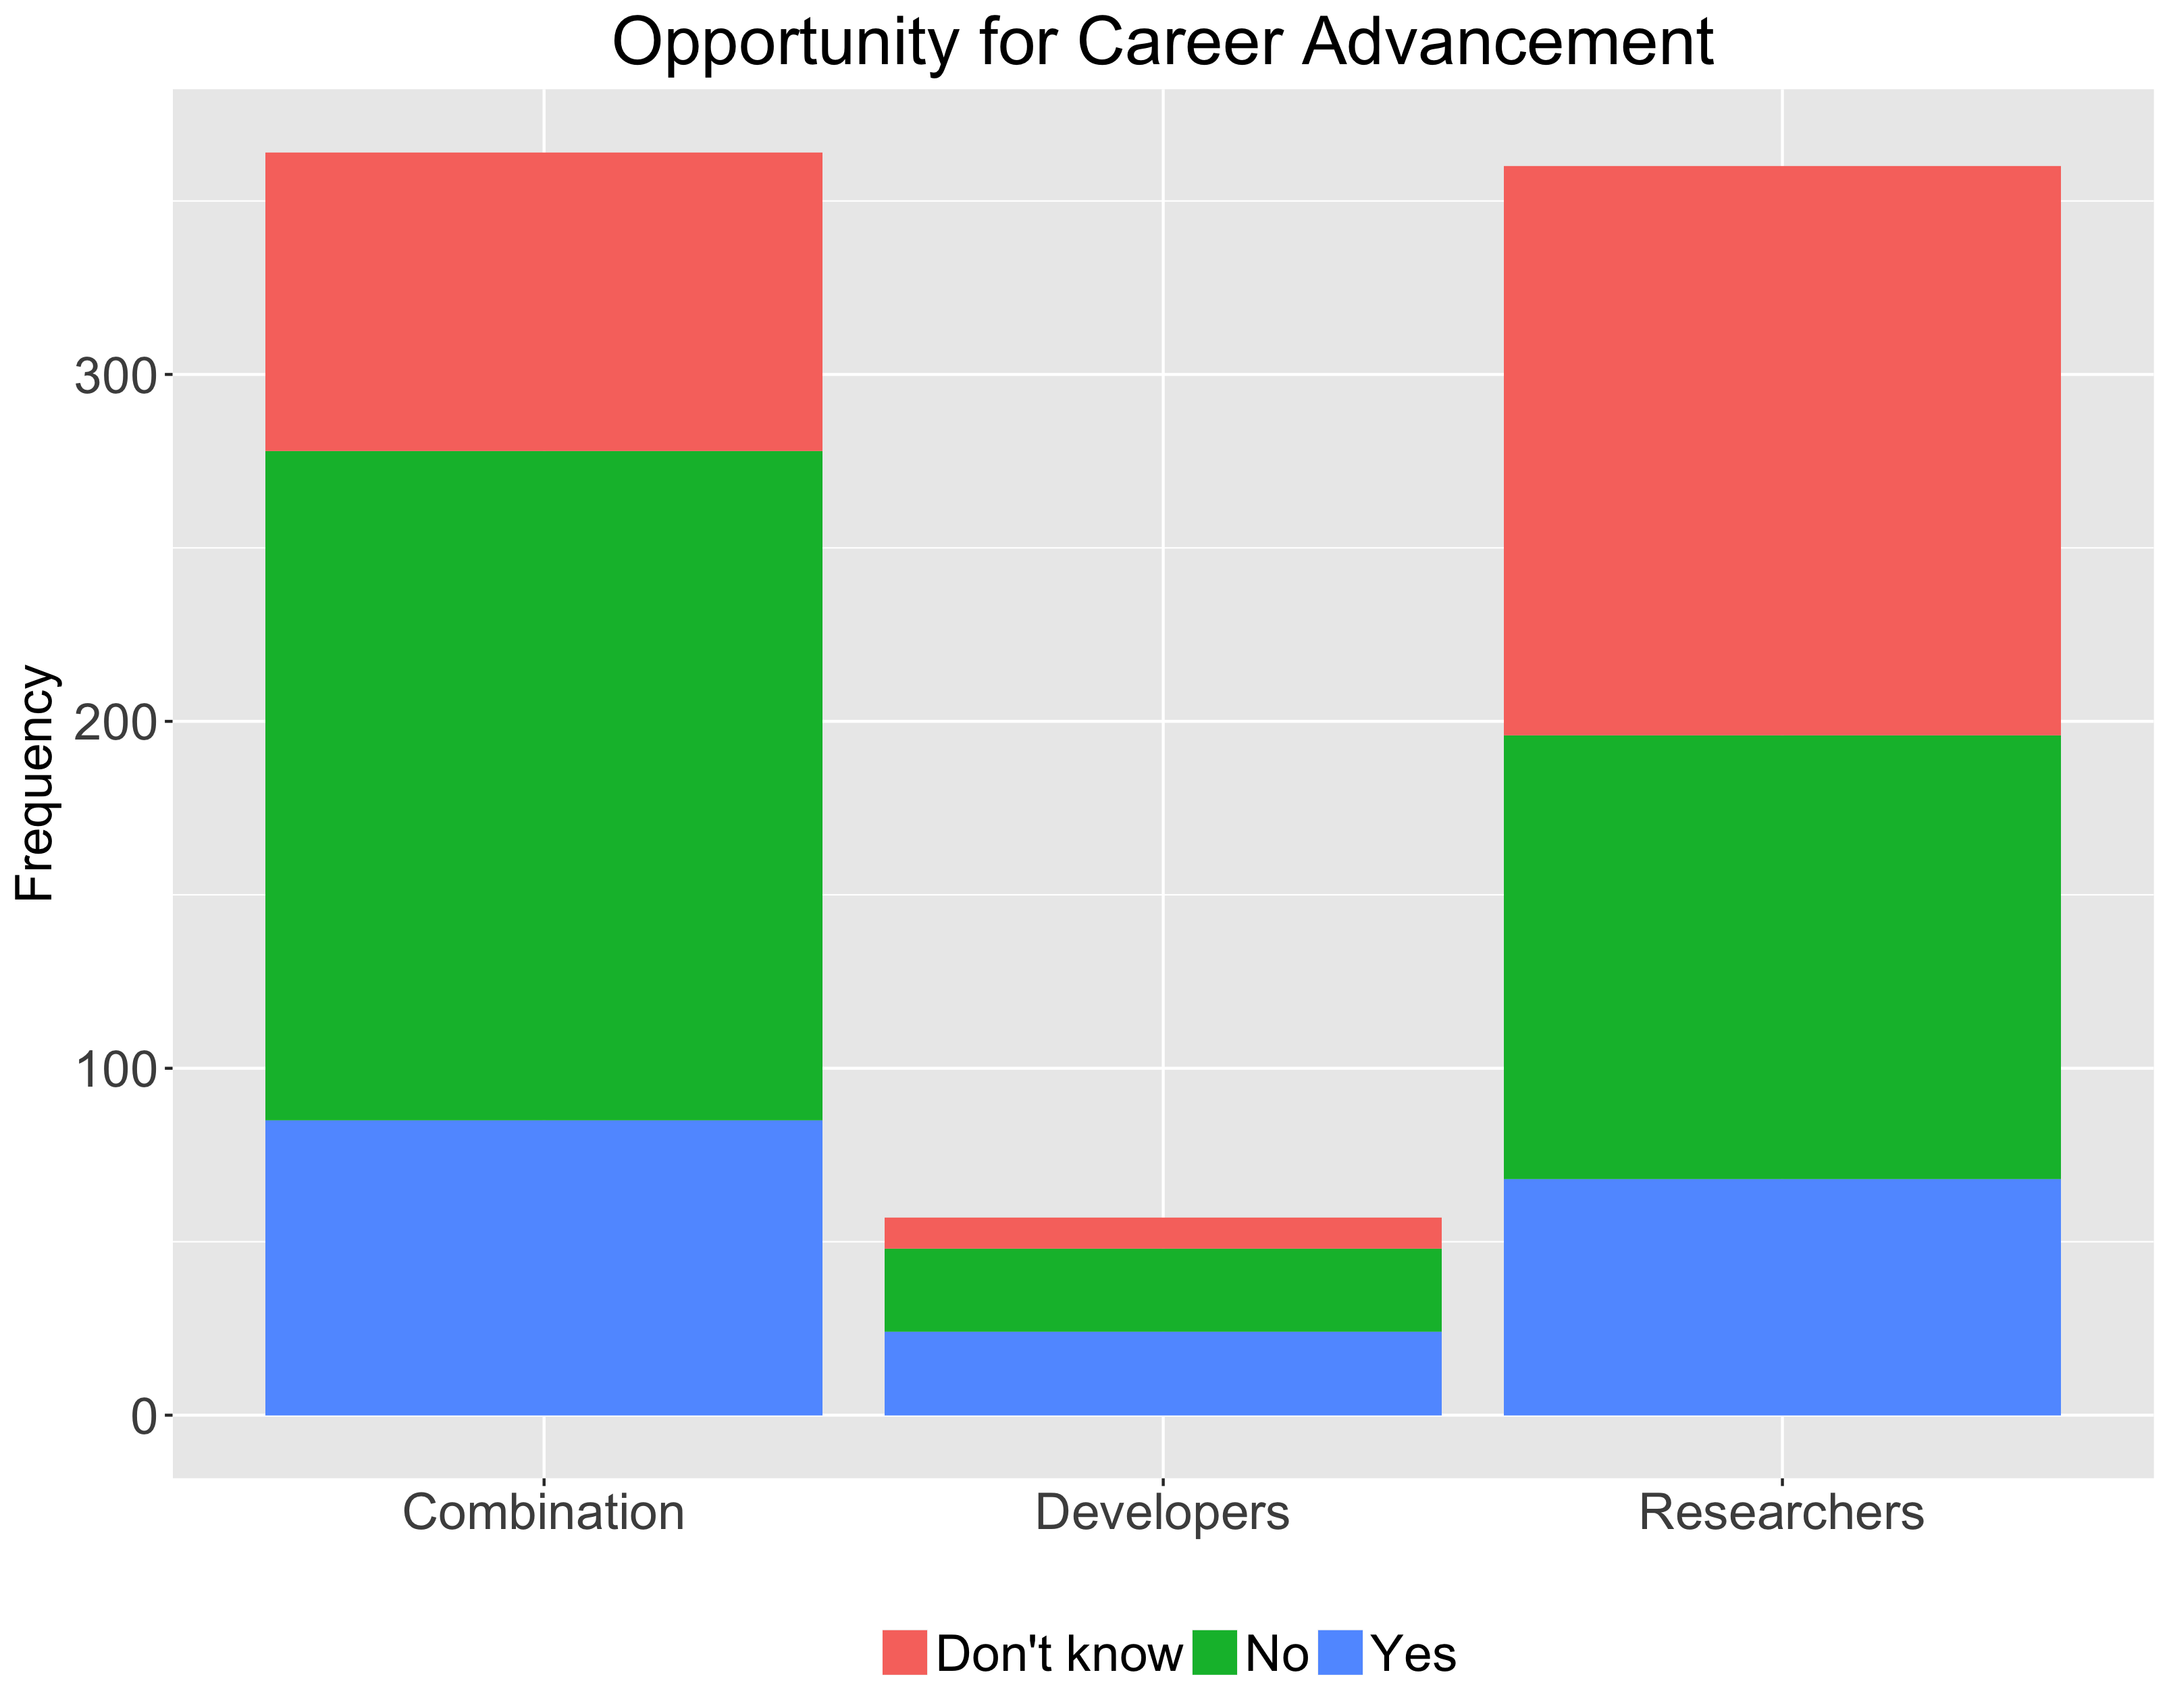 Opportunity for Career Advancement
Frequency
300
200
100
0
Combination Developers Researchers
Don't know No Yes